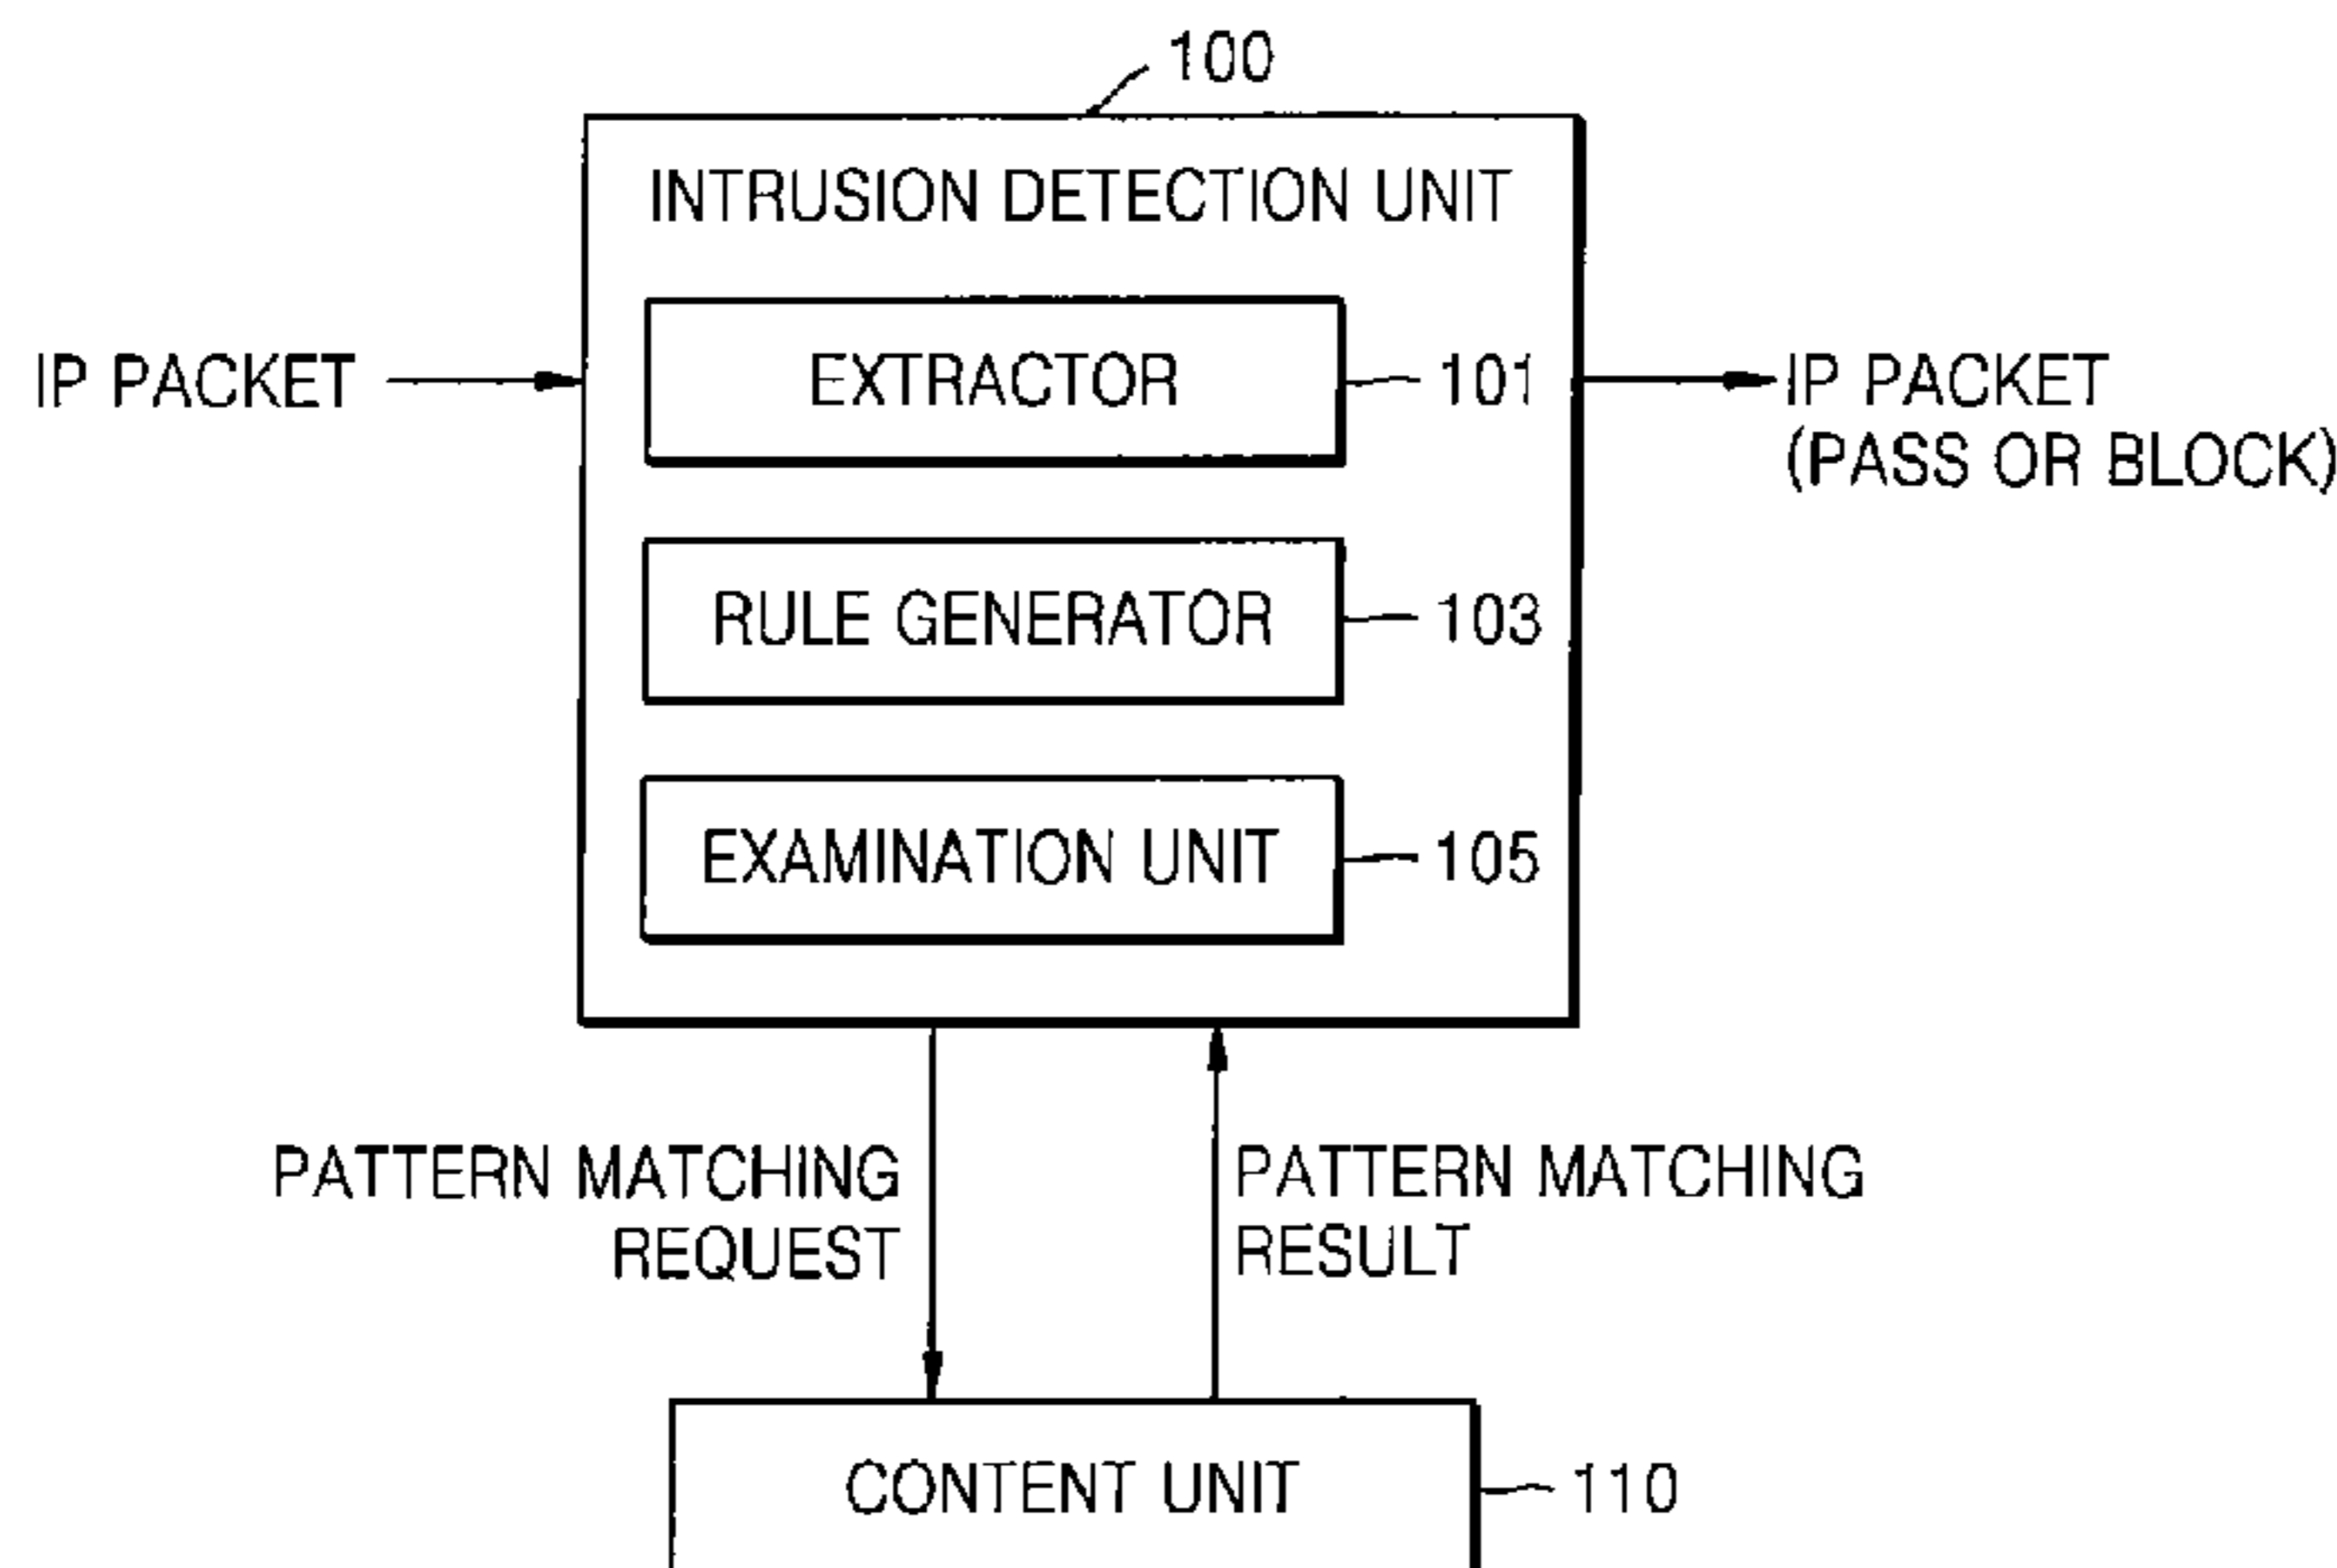 100
INTRUSION DETECTION UNIT
IP PACKET
EXTRACTOR
101
IP PACKET
(PASS OR BLOCK)
RULE GENERATOR
103
EXAMINATION UNIT
105
PATTERN MATCHING
REQUEST
PATTERN MATCHING
RESULT
CONTENT UNIT
110